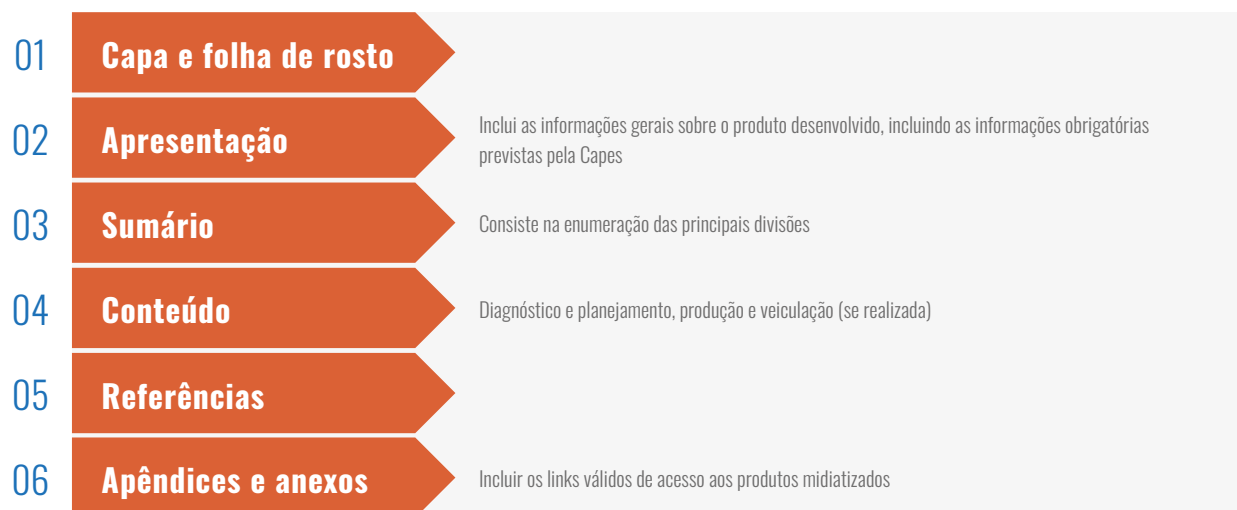 01
Capa e folha de rosto
02
Apresentação
Inclui as informações gerais sobre o produto desenvolvido, incluindo as informações obrigatórias
previstas pela Capes
03
Sumário
Consiste na enumeração das principais divisões
04
Conteúdo
Diagnóstico e planejamento, produção e veiculação (se realizada)
05
Referências
06
Apêndices e anexos
Incluir os links válidos de acesso aos produtos midiatizados